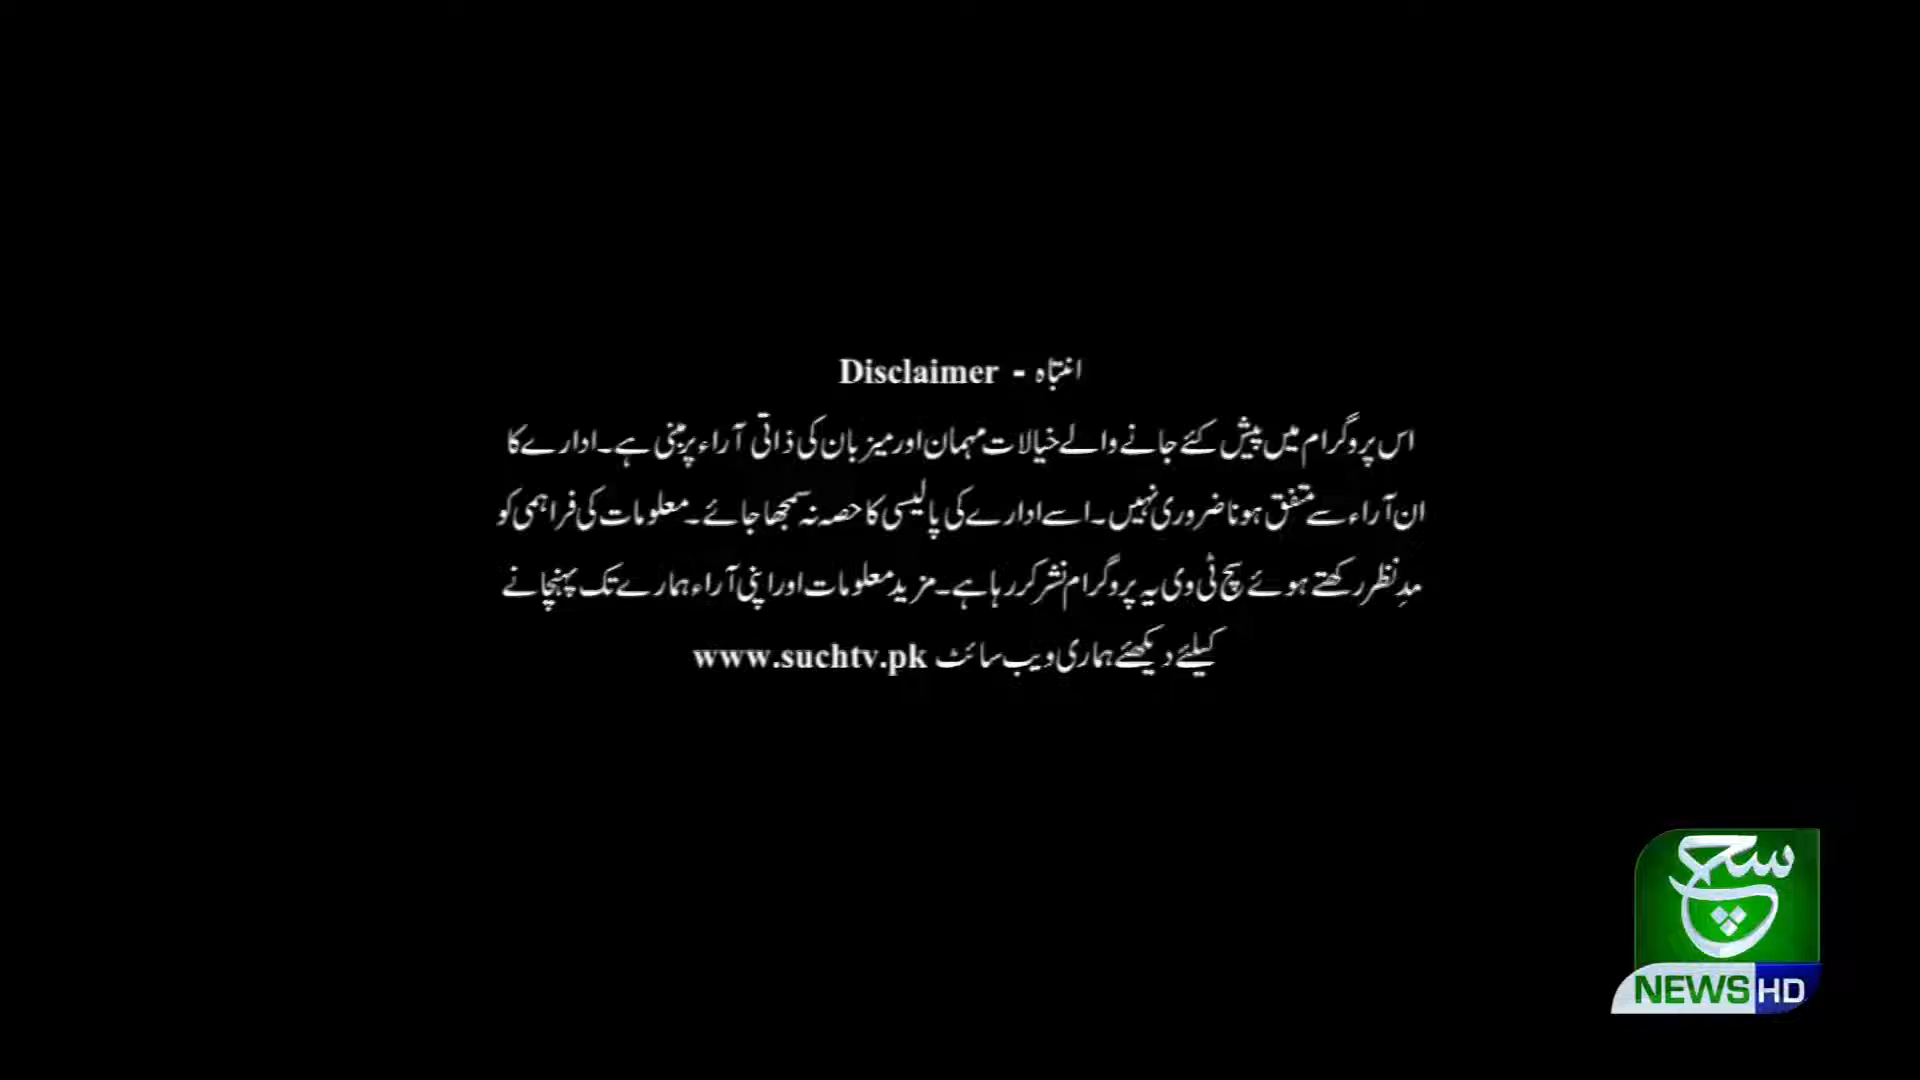 انتباہ - Disclaimer
اس پروگرام میں پیش کئے جانے والے خیالات مہمان اور میزبان کی ذاتی آراء پر مبنی ہے۔ ادارے کا
ان آراء سے متفق ہونا ضروری نہیں۔ اسے ادارے کی پالیسی کا حصہ نہ سمجھا جائے۔ معلومات کی فراہمی کو
مدِ نظر رکھتے ہوئے سچ ٹی وی یہ پروگرام نشر کر رہا ہے۔ مزید معلومات اور اپنی آراء ہمارے تک پہنچانے
کیلئے دیکھئے ہماری ویب سائٹ www.suchtv.pk
سچ
NEWS HD